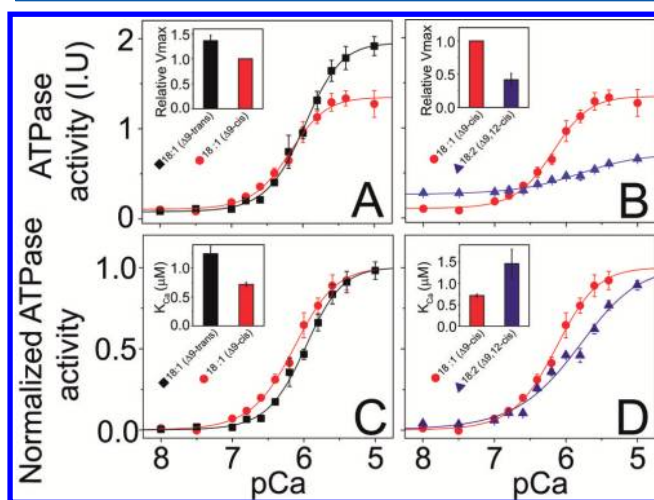 ATPase
activity (I.U)
2
1
0
Relative Vmax
1.5
1.0
0.5
0.0
18:1 (Δ9-trans)
18 :1 (Δ9-cis)
A
Relative Vmax
1.5
1.0
0.5
0.0
18 :1 (Δ9-cis)
18:2 (Δ9,12-cis)
B
Normalized ATPase
activity
1.0
0.5
0.0
K_Ca (μM)
1.0
0.5
0.0
18:1 (Δ9-trans)
18 :1 (Δ9-cis)
C
8 7 6 5
pCa
K_Ca (μM)
1.5
1.0
0.5
0.0
18 :1 (Δ9-cis)
18:2 (Δ9,12-cis)
D
8 7 6 5
pCa